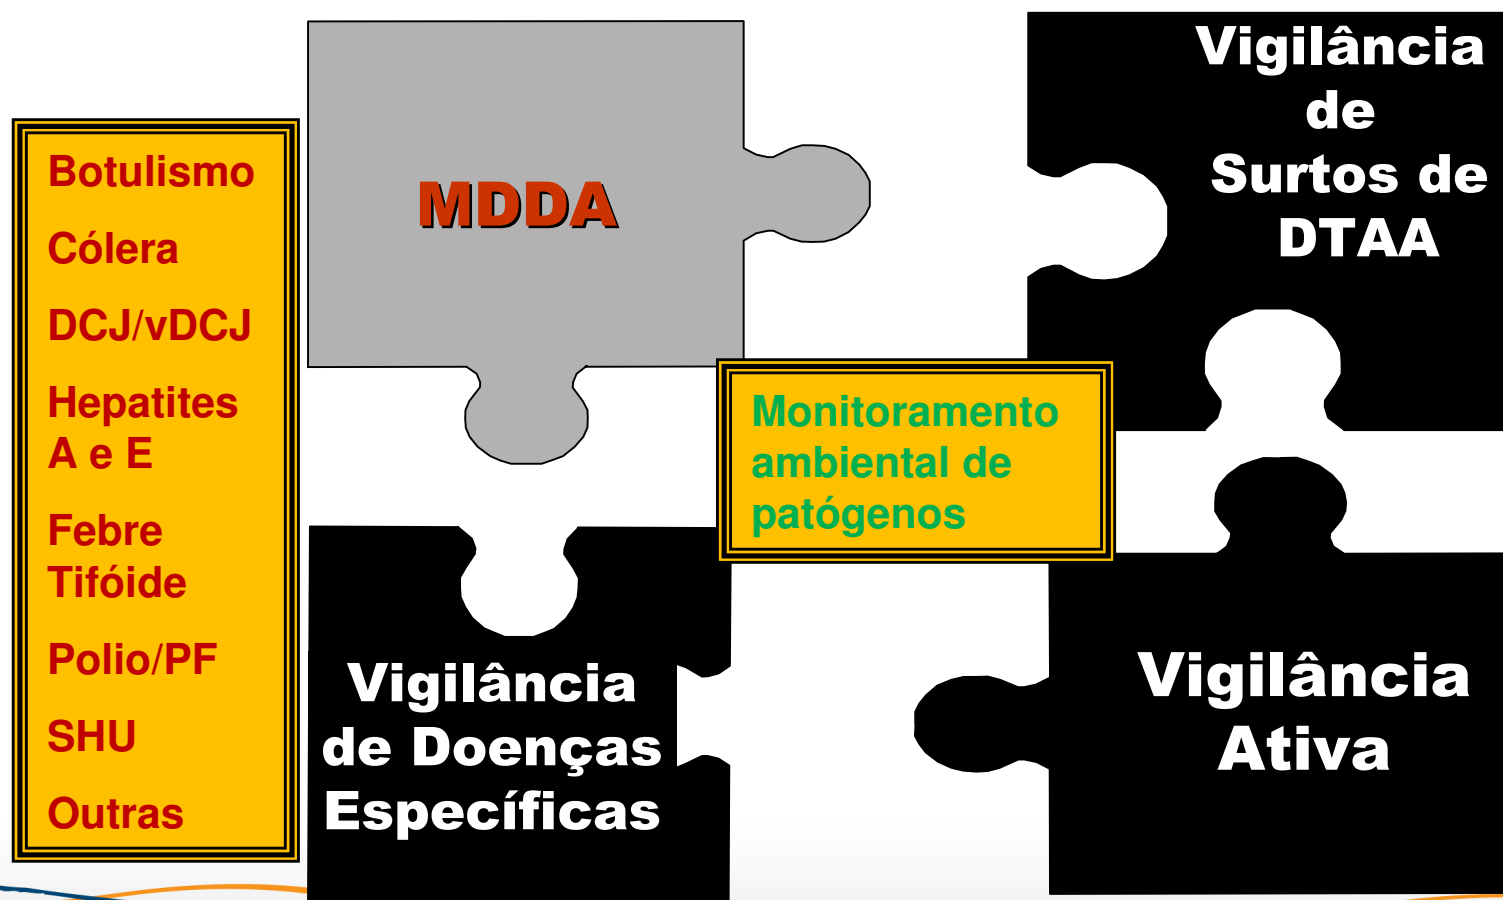 Botulismo
Cólera
DCJ/vDCJ
Hepatites
A e E
Febre
Tifóide
Polio/PF
SHU
Outras
MDDA
Vigilância
de
Surtos de
DTAA
Monitoramento
ambiental de
patógenos
Vigilância
de Doenças
Específicas
Vigilância
Ativa